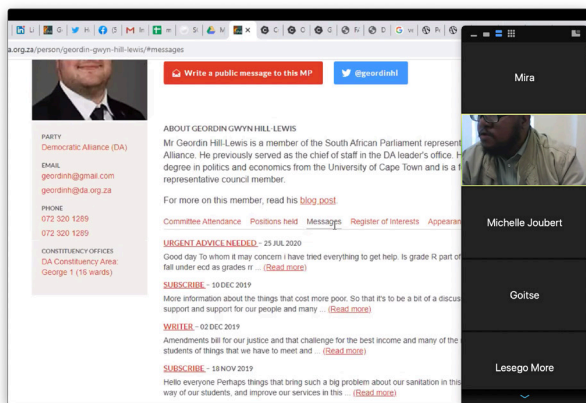 a.org.za/person/geordin-gwyn-hill-lewis/#messages
Write a public message to this MP
@geordinhl
PARTY
Democratic Alliance (DA)
EMAIL
geordinh@gmail.com
geordinh@da.org.za
PHONE
072 320 1289
072 320 1289
CONSTITUENCY OFFICES
DA Constituency Area:
George 1 (16 wards)
ABOUT GEORDIN GWYN HILL-LEWIS
Mr Geordin Hill-Lewis is a member of the South African Parliament represent
Alliance. He previously served as the chief of staff in the DA leader's office. H
degree in politics and economics from the University of Cape Town and is a f
representative council member.
For more on this member, read his blog post.
Committee Attendance Positions held Messages Register of Interests Appearan
URGENT ADVICE NEEDED - 25 JUL 2020
Good day To whom it may concern i have tried everything to get help. Is grade R part of
fall under ecd as grades rr ... (Read more)
SUBSCRIBE - 10 DEC 2019
More information about the things that cost more poor. So that it's to be a bit of a discus
support and support for our people and many ... (Read more)
WRITER - 02 DEC 2019
Amendments bill for our justice and that challenge for the best income and many of the
students of things that we have to meet and ... (Read more)
SUBSCRIBE - 18 NOV 2019
Hello everyone Perhaps things that bring such a big problem about our sanitation in this
way of our students, and improve our services in this ... (Read more)
Mira
Michelle Joubert
Goitse
Lesego More